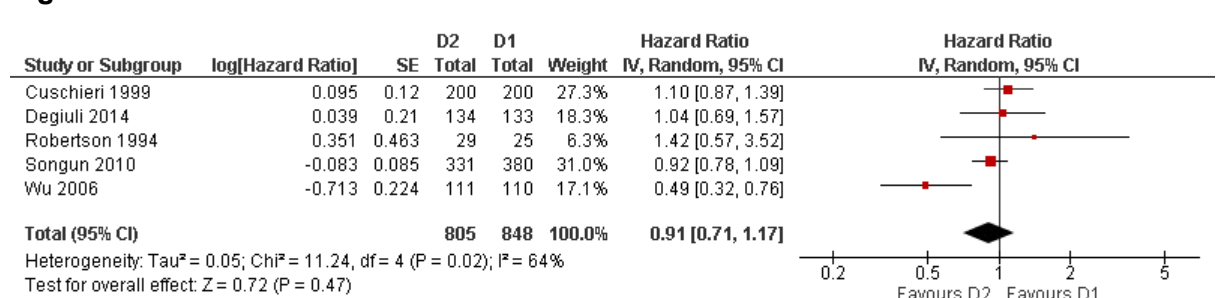 D2 D1 Hazard Ratio Hazard Ratio
Study or Subgroup log[Hazard Ratio] SE Total Total Weight IV, Random, 95% CI IV, Random, 95% CI
Cuschieri 1999 0.095 0.12 200 200 27.3% 1.10 [0.87, 1.39]
Degiuli 2014 0.039 0.21 134 133 18.3% 1.04 [0.69, 1.57]
Robertson 1994 0.351 0.463 29 25 6.3% 1.42 [0.57, 3.52]
Songun 2010 -0.083 0.085 331 380 31.0% 0.92 [0.78, 1.09]
Wu 2006 -0.713 0.224 111 110 17.1% 0.49 [0.32, 0.76]
Total (95% CI) 805 848 100.0% 0.91 [0.71, 1.17]
Heterogeneity: Tau² = 0.05; Chi² = 11.24, df = 4 (P = 0.02); I² = 64%
Test for overall effect: Z = 0.72 (P = 0.47)
0.2 0.5 1 2 5
Favours D2 Favours D1